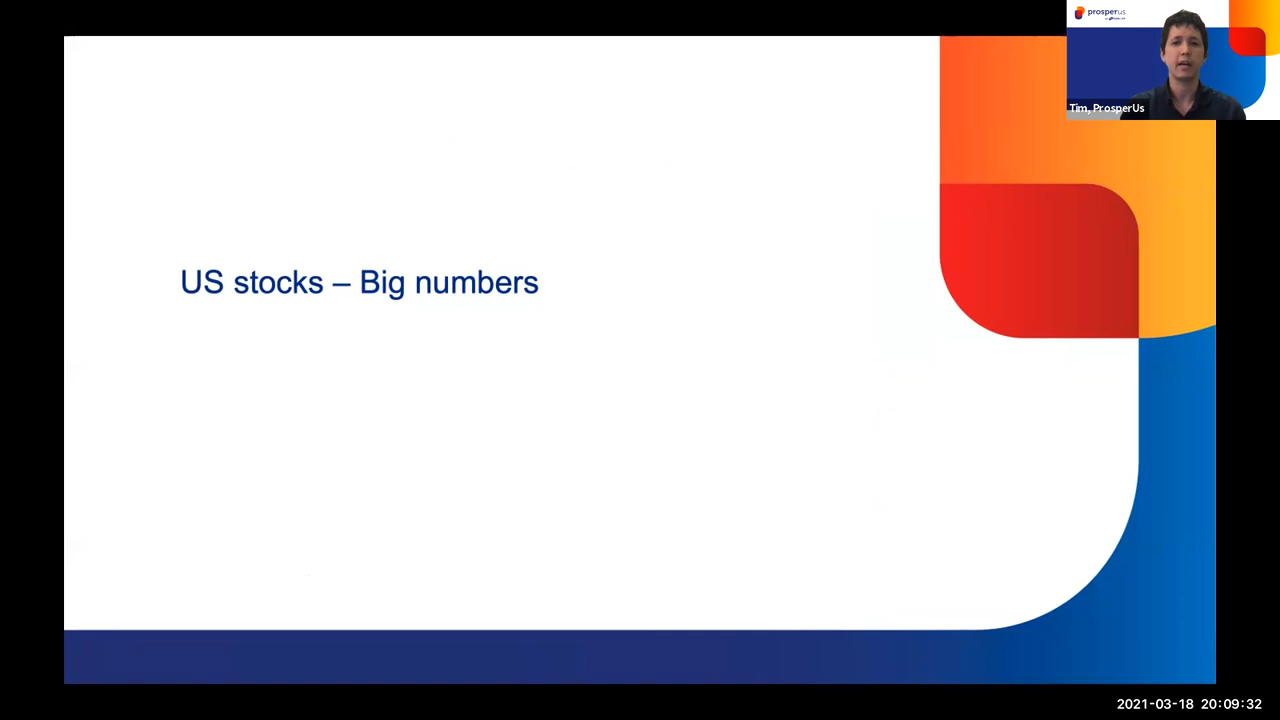 prosperus
US stocks – Big numbers
Tim, ProsperUs
2021-03-18 20:09:32